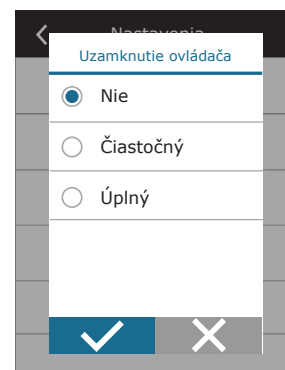 Nastavenia
Uzamknutie ovládača
Nie
Čiastočný
Úplný